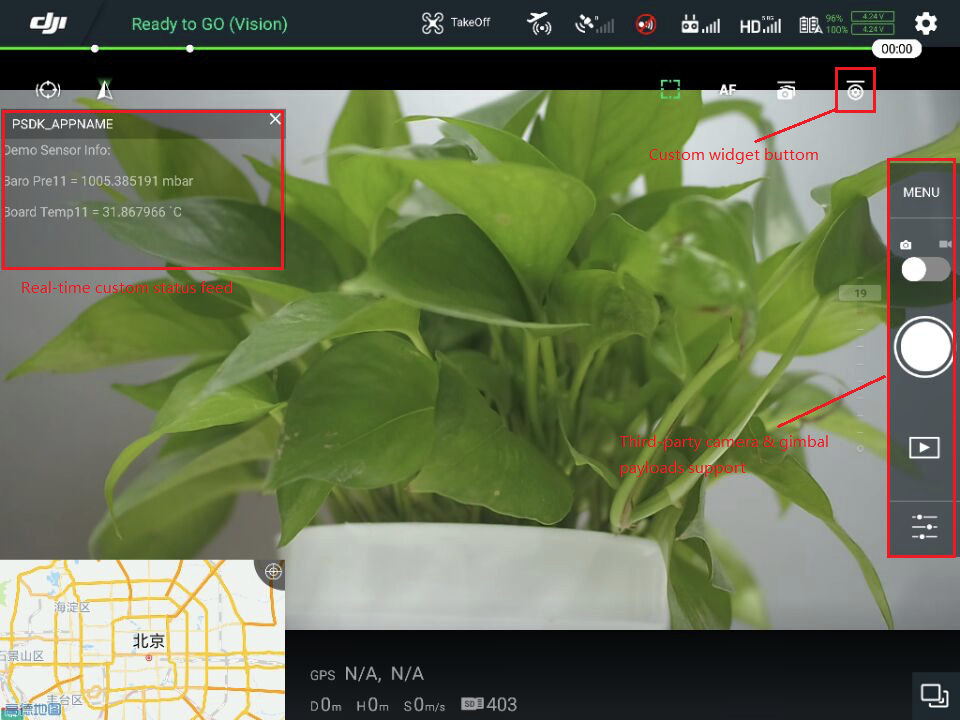 dji
Ready to GO (Vision)
TakeOff
HD
96%
4.24 V
100%
4.24 V
00:00
AF
PSDK_APPNAME
Demo Sensor Info:
Baro Pre11 = 1005.385191 mbar
Board Temp11 = 31.867966 ˚C
Custom widget buttom
MENU
Real-time custom status feed
19
Third-party camera & gimbal
payloads support
海淀区
北京
石景山区
丰台区
高德地图
GPS N/A, N/A
D 0m H 0m S 0m/s SD 403